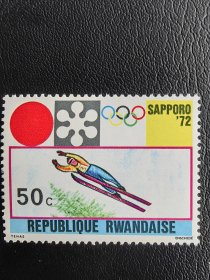 SAPPORO
'72
50c
REPUBLIQUE RWANDAISE